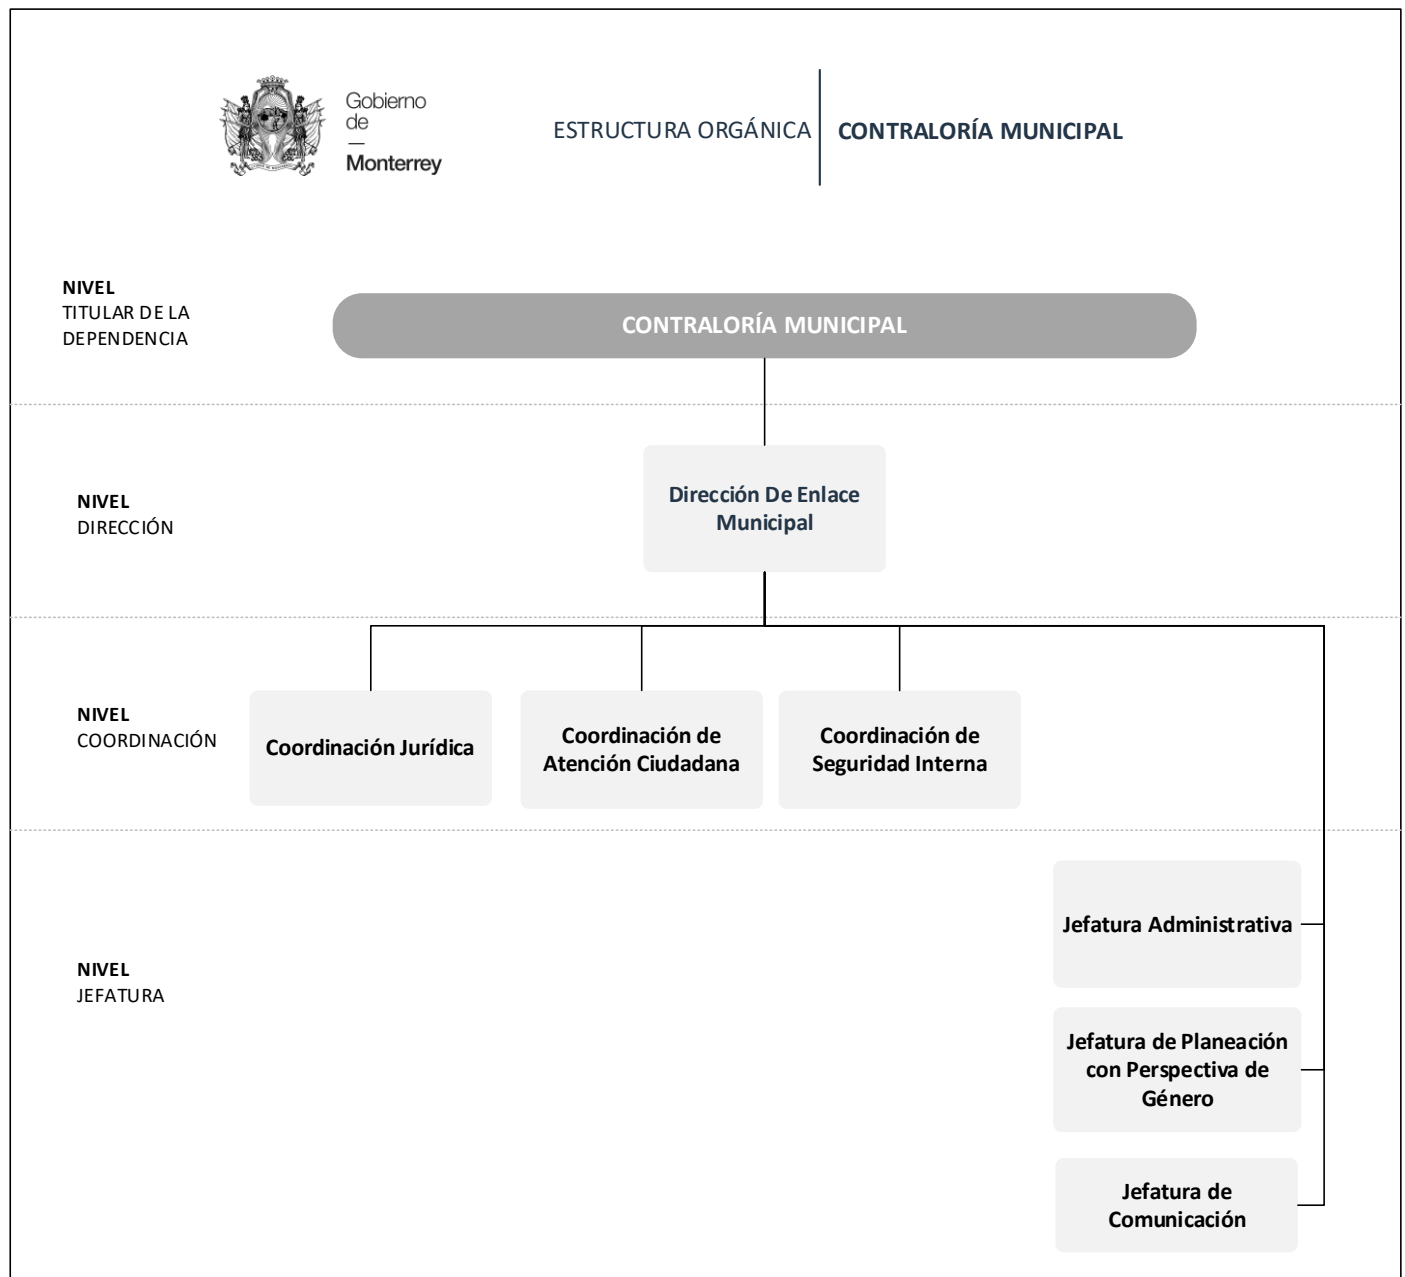 Gobierno
de
—
Monterrey
ESTRUCTURA ORGÁNICA
CONTRALORÍA MUNICIPAL
NIVEL
TITULAR DE LA
DEPENDENCIA
CONTRALORÍA MUNICIPAL
NIVEL
DIRECCIÓN
Dirección De Enlace
Municipal
NIVEL
COORDINACIÓN
Coordinación Jurídica
Coordinación de
Atención Ciudadana
Coordinación de
Seguridad Interna
NIVEL
JEFATURA
Jefatura Administrativa
Jefatura de Planeación
con Perspectiva de
Género
Jefatura de
Comunicación